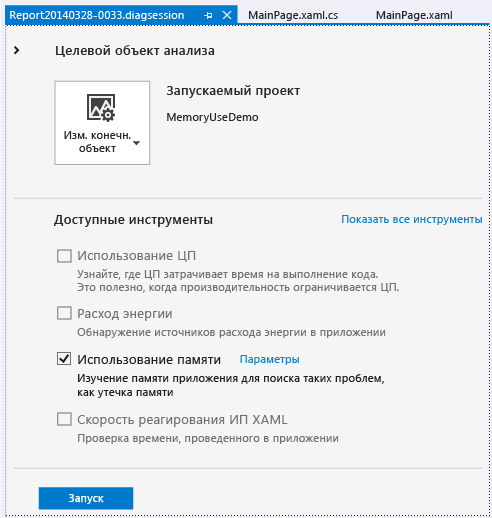 Report20140328-0033.diagsession MainPage.xaml.cs MainPage.xaml
Целевой объект анализа
Изм. конечн.
объект
Запускаемый проект
MemoryUseDemo
Доступные инструменты Показать все инструменты
Использование ЦП
Узнайте, где ЦП затрачивает время на выполнение кода.
Это полезно, когда производительность ограничивается ЦП.
Расход энергии
Обнаружение источников расхода энергии в приложении
Использование памяти Параметры
Изучение памяти приложения для поиска таких проблем,
как утечка памяти
Скорость реагирования ИП XAML
Проверка времени, проведенного в приложении
Запуск